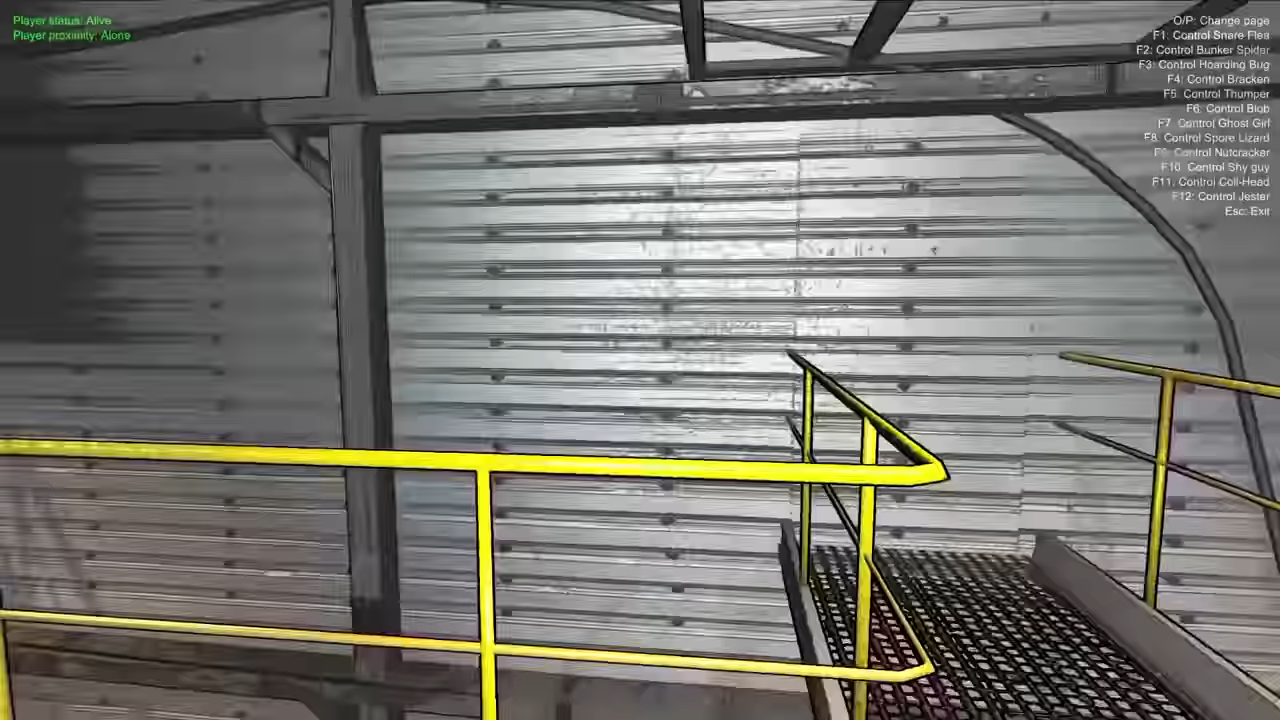 Player status: Alive
Player proximity: Alone
O/P: Change page
F1: Control Snare Flea
F2: Control Bunker Spider
F3: Control Hoarding Bug
F4: Control Bracken
F5: Control Thumper
F6: Control Blob
F7: Control Ghost Girl
F8: Control Spore Lizard
F9: Control Nutcracker
F10: Control Shy guy
F11: Control Coil-Head
F12: Control Jester
Esc: Exit